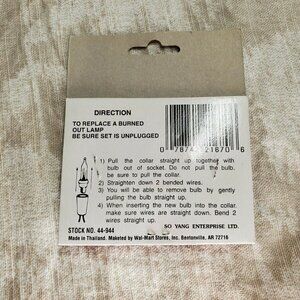 DIRECTION
TO REPLACE A BURNED
OUT LAMP
BE SURE SET IS UNPLUGGED
1) Pull the collar straight up together with
bulb out of socket. Do not pull the bulb.
be sure to pull the collar.
2) Straighten down 2 bended wires.
3) You will be able to remove bulb by gently
pulling the bulb straight up.
4) When inserting the new bulb into the collar.
make sure wires are straight down. Bend 2
wires straight up.
STOCK NO. 44-944
SO YANG ENTERPRISE LTD.
Made in Thailand. Maketed by Wal-Mart Stores, Inc. Bentonville, AR 72716